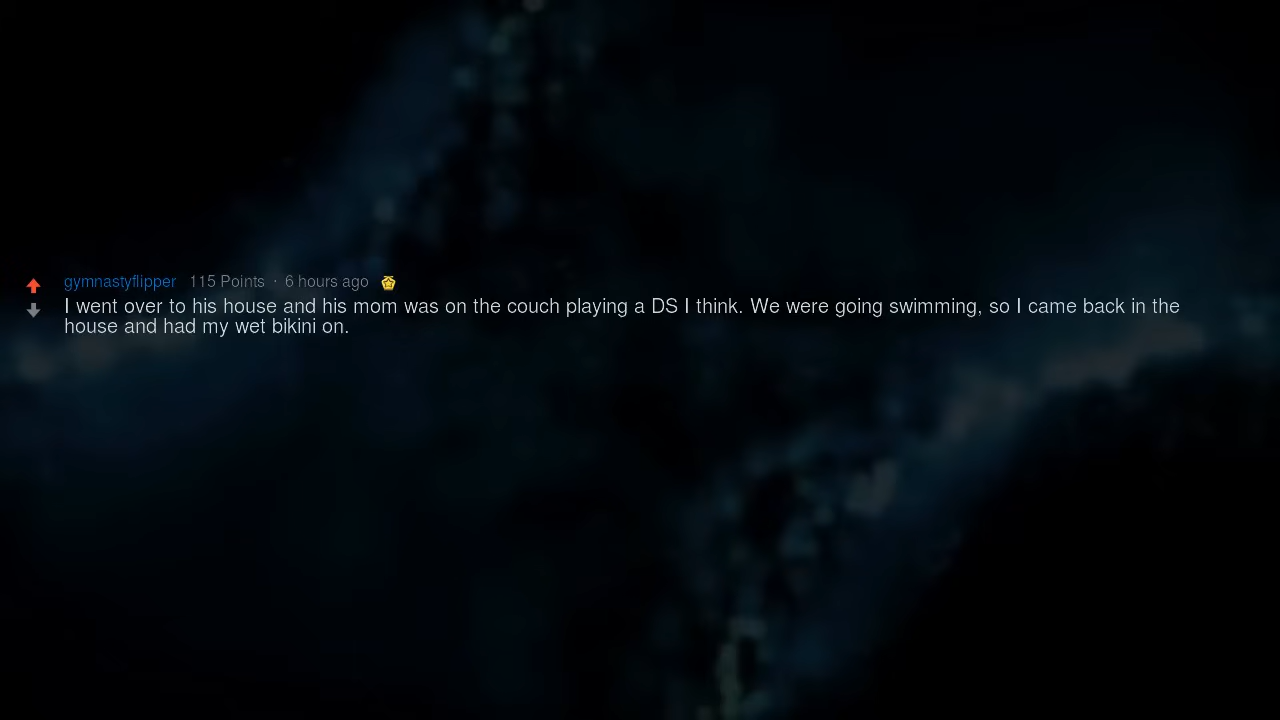 gymnastyflipper 115 Points · 6 hours ago
I went over to his house and his mom was on the couch playing a DS I think. We were going swimming, so I came back in the
house and had my wet bikini on.